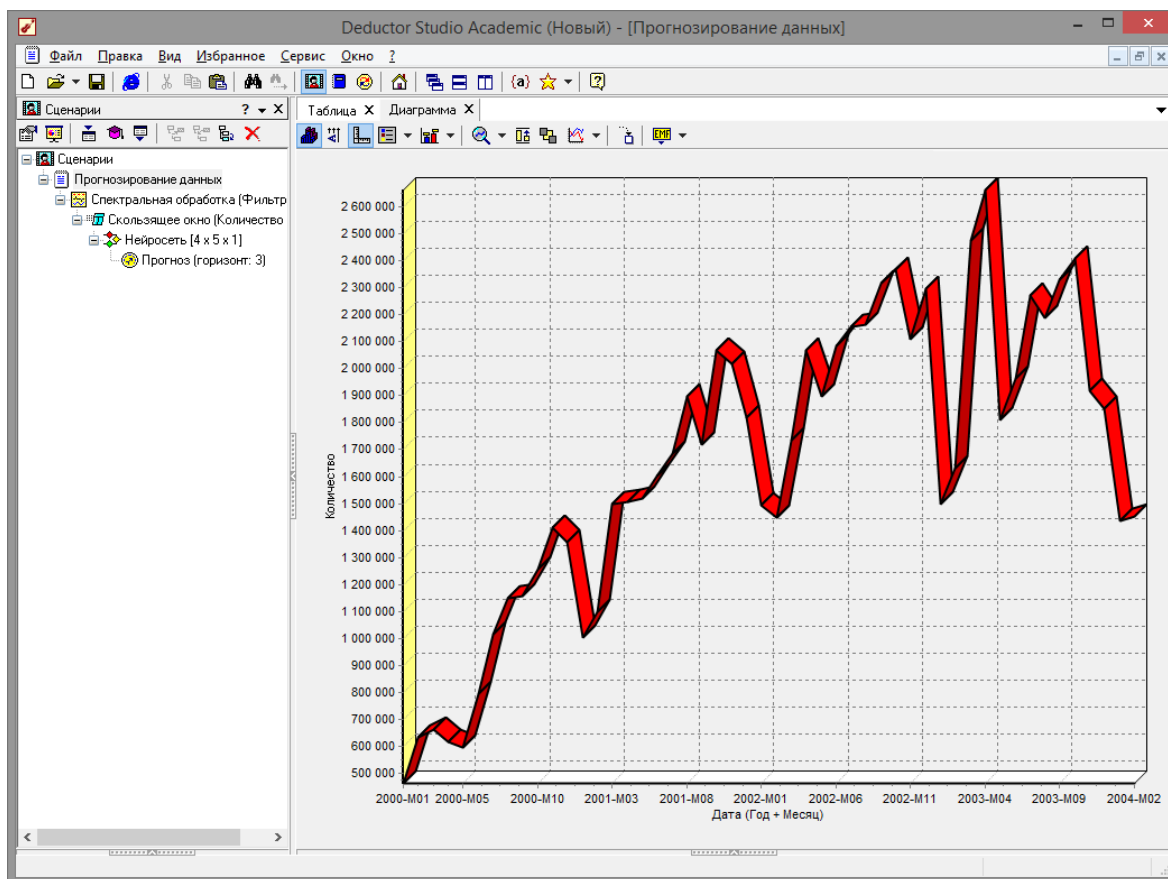 Deductor Studio Academic (Новый) - [Прогнозирование данных]
Файл Правка Вид Избранное Сервис Окно ?
Сценарии ?
Таблица X Диаграмма X
Сценарии
Прогнозирование данных
Спектральная обработка (Фильтр
Скользящее окно (Количество
Нейросеть [4 x 5 x 1]
Прогноз (горизонт: 3)
2 600 000
2 500 000
2 400 000
2 300 000
2 200 000
2 100 000
2 000 000
1 900 000
1 800 000
1 700 000
1 600 000
1 500 000
1 400 000
1 300 000
1 200 000
1 100 000
1 000 000
900 000
800 000
700 000
600 000
500 000
Количество
2000-M01 2000-M05 2000-M10 2001-M03 2001-M08 2002-M01 2002-M06 2002-M11 2003-M04 2003-M09 2004-M02
Дата (Год + Месяц)